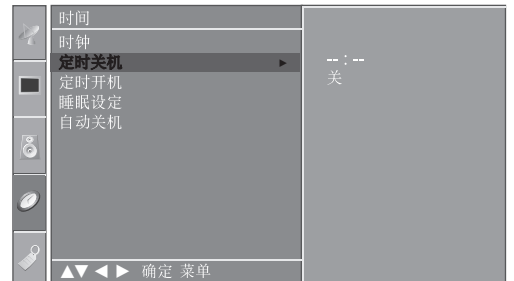 时间
时钟
定时关机 ►
-- : --
定时开机
关
睡眠设定
自动关机
▲▼◄► 确定 菜单